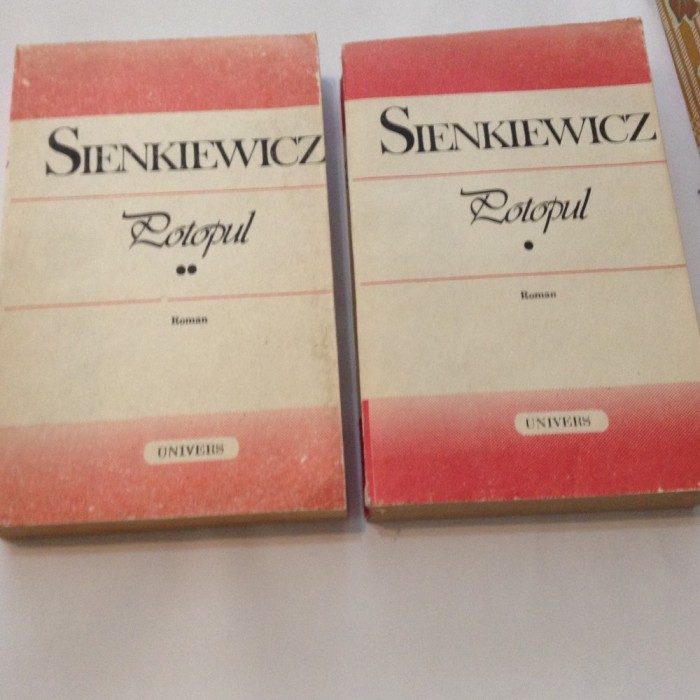 SIENKIEWICZ
Potopul
••
Roman
UNIVERS
SIENKIEWICZ
Potopul
•
Roman
UNIVERS